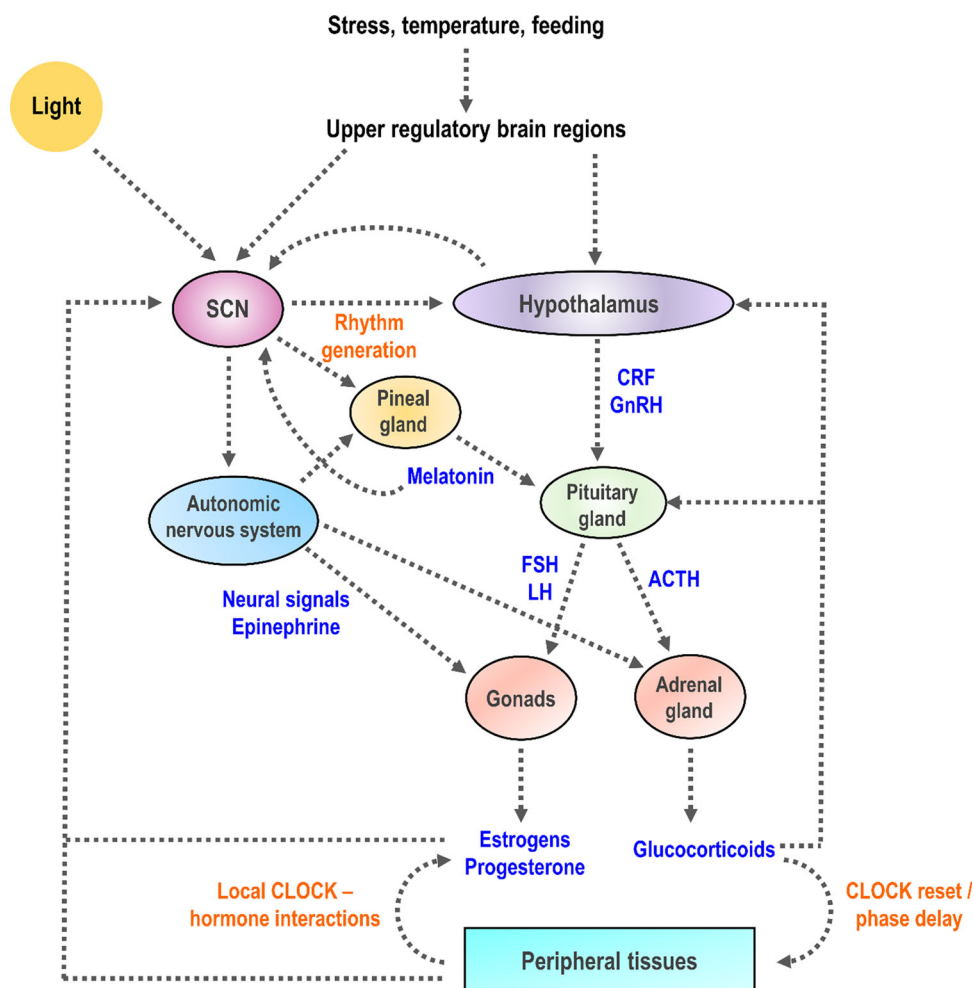 Stress, temperature, feeding
Light
Upper regulatory brain regions
SCN
Hypothalamus
Rhythm
generation
CRF
GnRH
Pineal
gland
Melatonin
Pituitary
gland
Autonomic
nervous system
FSH
LH
ACTH
Neural signals
Epinephrine
Gonads
Adrenal
gland
Estrogens
Progesterone
Glucocorticoids
Local CLOCK –
hormone interactions
CLOCK reset /
phase delay
Peripheral tissues